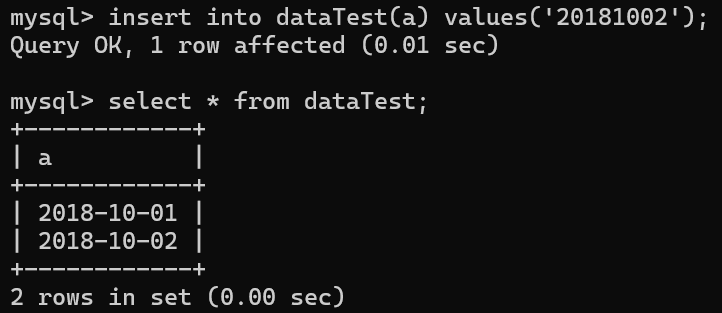 mysql> insert into dataTest(a) values('20181002');
Query OK, 1 row affected (0.01 sec)
mysql> select * from dataTest;
+------------+
| a          |
+------------+
| 2018-10-01 |
| 2018-10-02 |
+------------+
2 rows in set (0.00 sec)